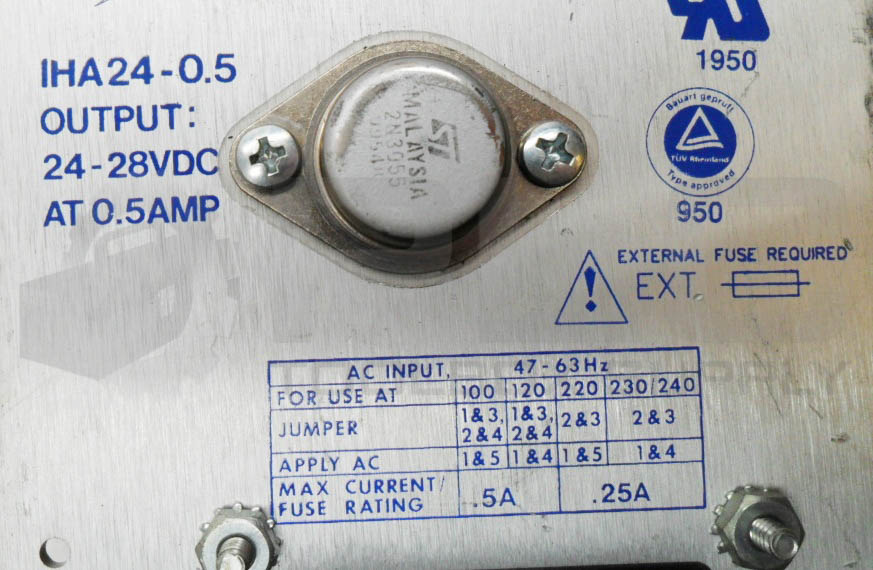 IHA24-0.5
OUTPUT:
24-28VDC
AT 0.5AMP
MALAYSIA
2N3055
1950
Bauart geprüft
TÜV Rheinland
Type approved
950
EXTERNAL FUSE REQUIRED
EXT.
AC INPUT, 47-63Hz
FOR USE AT 100 120 220 230/240
JUMPER 1&3, 2&4 1&3, 2&4 2&3 2&3
APPLY AC 1&5 1&4 1&5 1&4
MAX CURRENT/
FUSE RATING .5A .25A